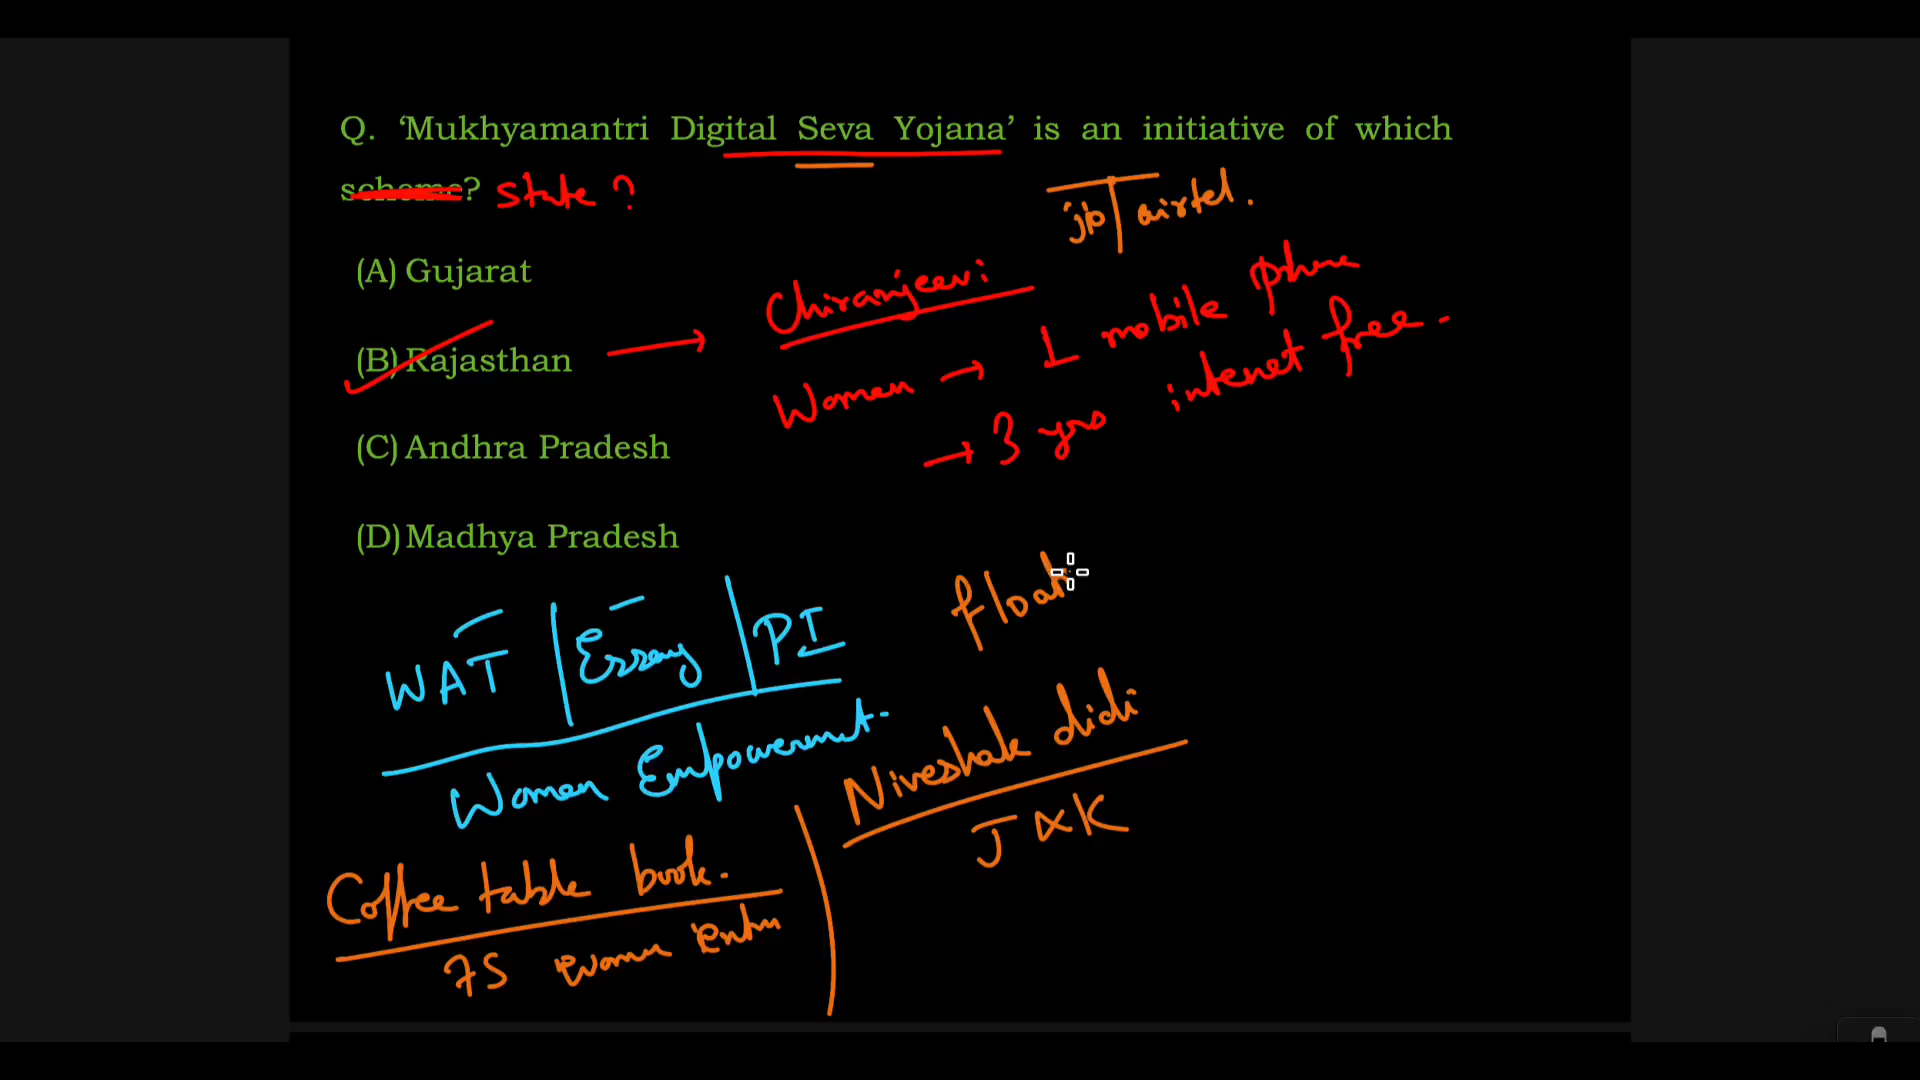 Q. ‘Mukhyamantri Digital Seva Yojana’ is an initiative of which
scheme? State ?
jio airtel.
(A) Gujarat
Chiranjeevi
(B) Rajasthan → Women → 1 mobile phone
→ 3 yrs intenet free.
(C) Andhra Pradesh
(D) Madhya Pradesh
WAT | Essay | PI
Women Empowerment.
float
Niveshak didi
J&K
Coffee table book.
75 women